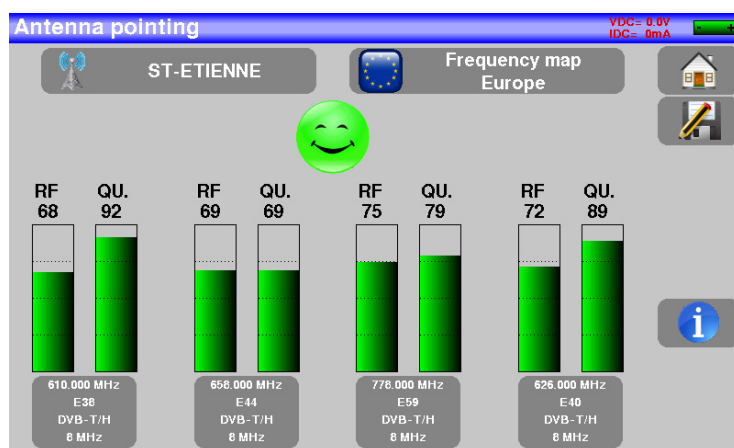 Antenna pointing
VDC= 0.0V
IDC= 0mA
- +
ST-ETIENNE
Frequency map
Europe
RF QU. RF QU. RF QU. RF QU.
68 92 69 69 75 79 72 89
610.000 MHz
E38
DVB-T/H
8 MHz
658.000 MHz
E44
DVB-T/H
8 MHz
778.000 MHz
E59
DVB-T/H
8 MHz
626.000 MHz
E40
DVB-T/H
8 MHz
i